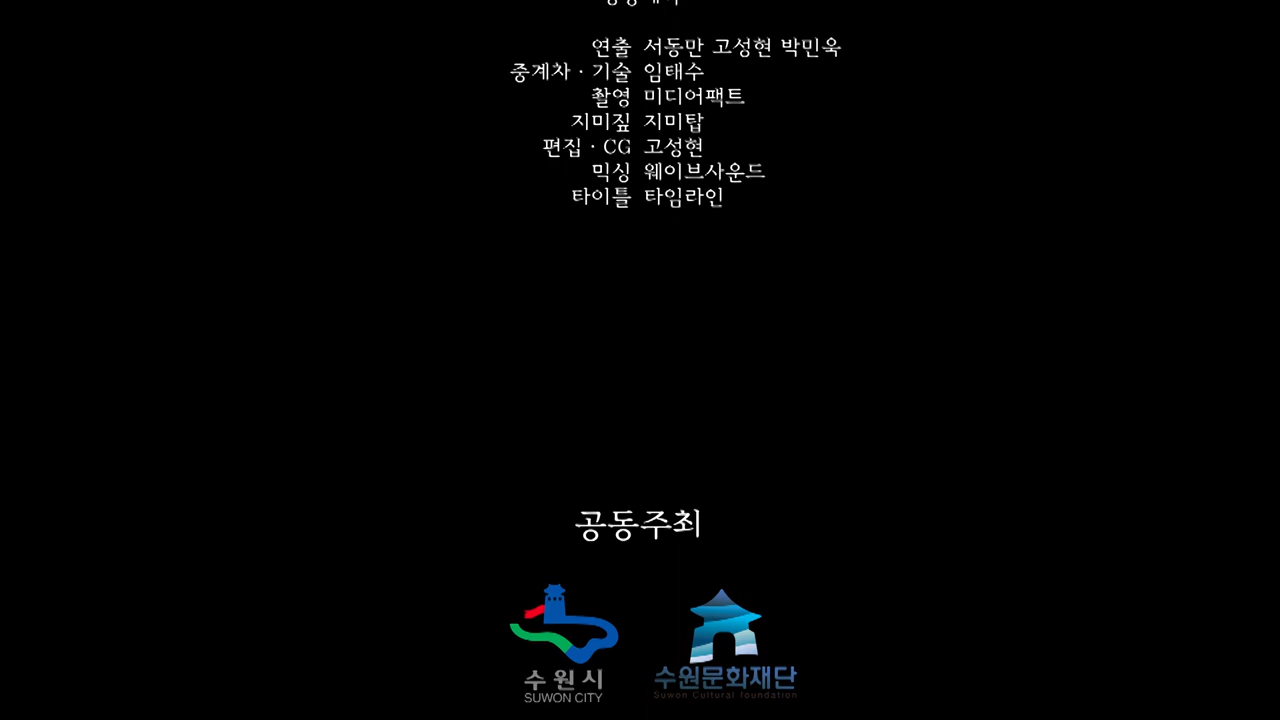 연출 서동만 고성현 박민욱
중계차 · 기술 임태수
촬영 미디어팩트
지미짚 지미탑
편집 · CG 고성현
믹싱 웨이브사운드
타이틀 타임라인
공동주최
수원시
SUWON CITY
수원문화재단
Suwon Cultural foundation